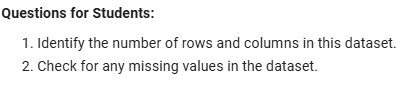 Questions for Students:
1. Identify the number of rows and columns in this dataset.
2. Check for any missing values in the dataset.